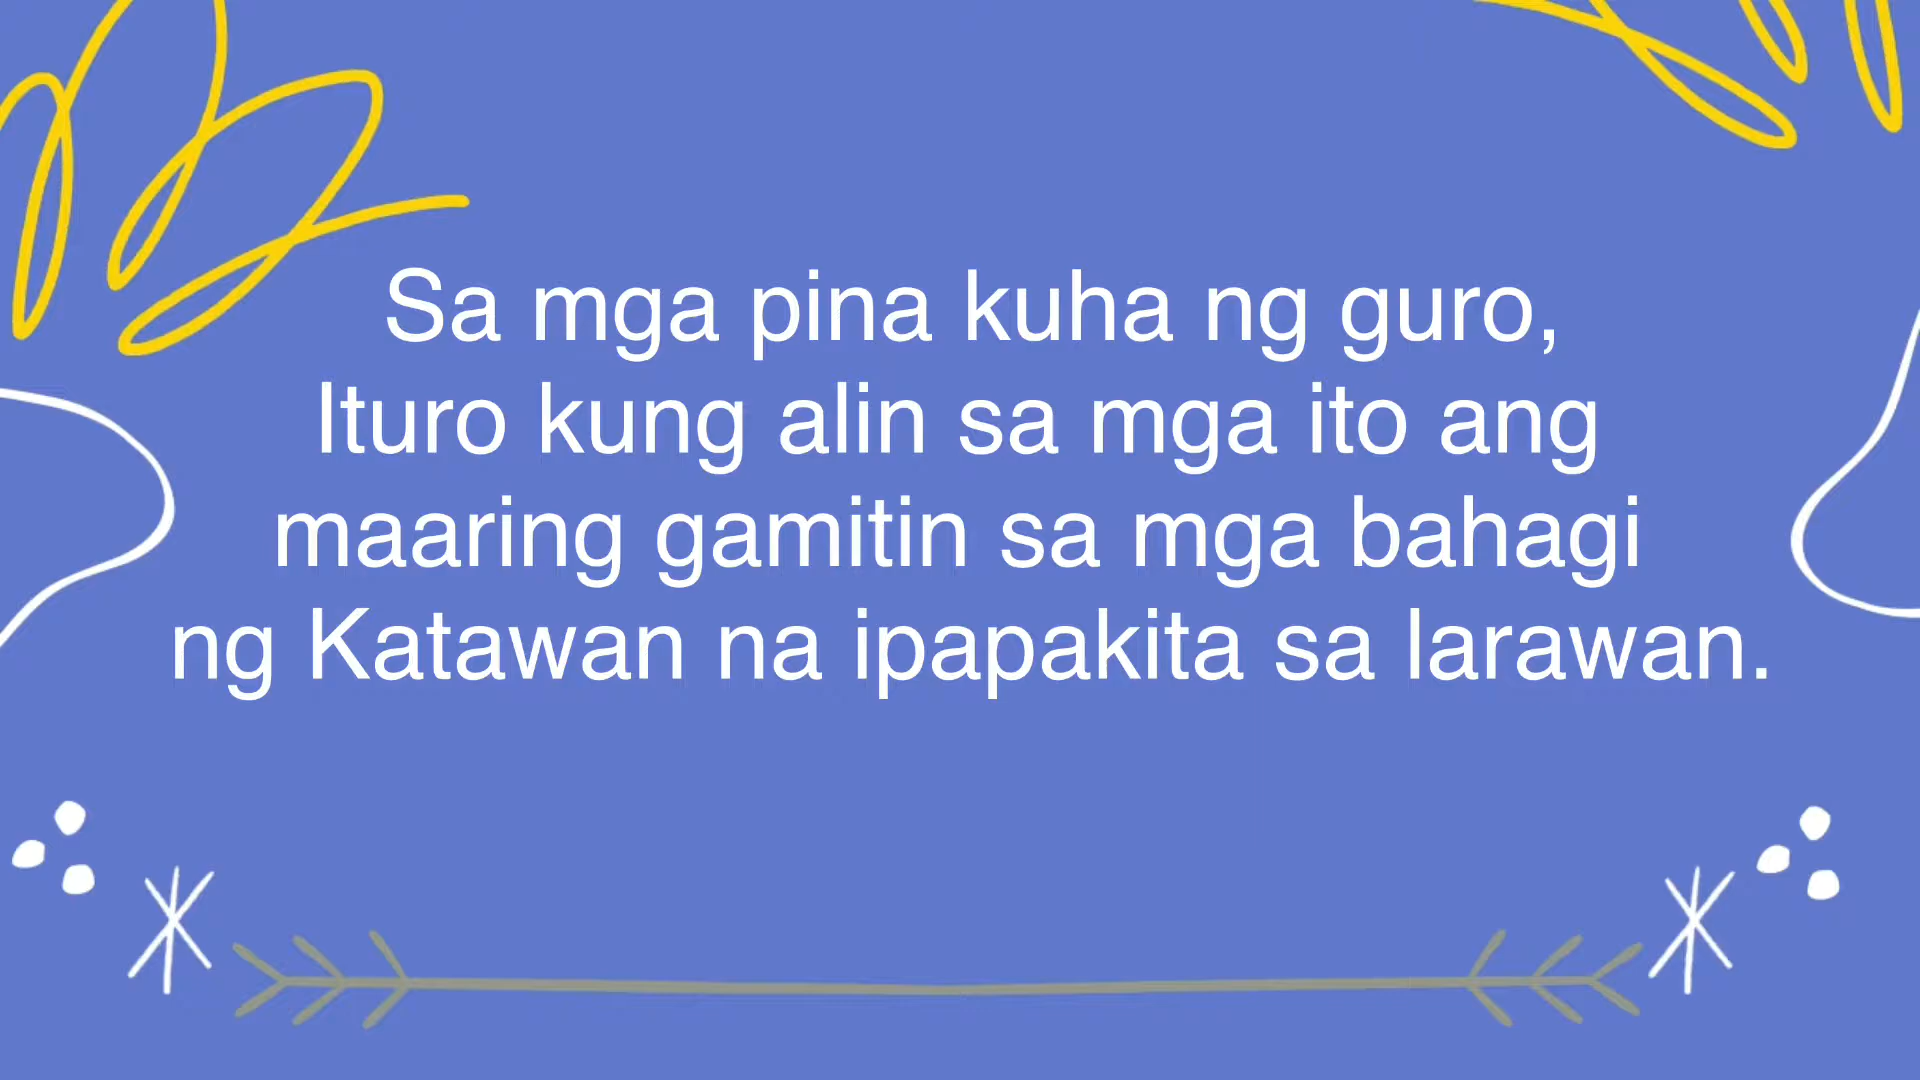 Sa mga pina kuha ng guro,
Ituro kung alin sa mga ito ang
maaring gamitin sa mga bahagi
ng Katawan na ipapakita sa larawan.